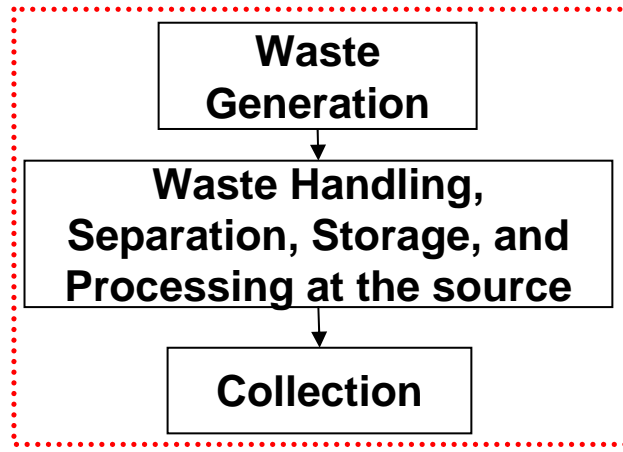 Waste
Generation
Waste Handling,
Separation, Storage, and
Processing at the source
Collection